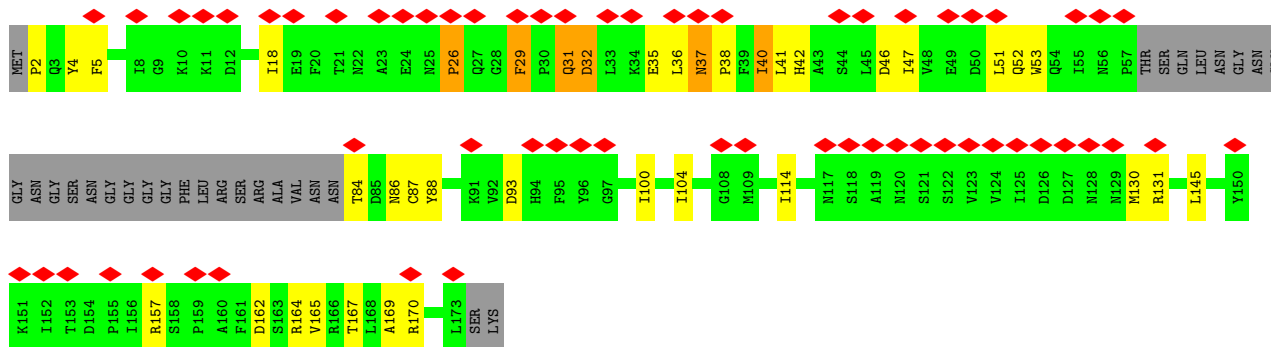 MET P2 Q3 Y4 F5 I8 G9 K10 K11 D12 I18 E19 F20 T21 N22 A23 E24 N25 P26 Q27 G28 F29 P30 Q31 D32 L33 K34 E35 L36 N37 P38 F39 I40 L41 H42 A43 S44 L45 D46 I47 V48 E49 D50 L51 Q52 W53 Q54 I55 N56 P57 THR SER GLN LEU ASN GLY ASN
GLY ASN GLY SER ASN GLY GLY GLY GLY PHE LEU ARG SER ARG ALA VAL ASN ASN T84 D85 N86 C87 Y88 K91 V92 D93 H94 F95 Y96 G97 I100 I104 G108 M109 I114 N117 S118 A119 N120 S121 S122 V123 V124 I125 D126 D127 N128 N129 M130 R131 L145 Y150
K151 I152 T153 D154 P155 I156 R157 S158 P159 A160 F161 D162 S163 R164 V165 R166 T167 L168 A169 R170 L173 SER LYS